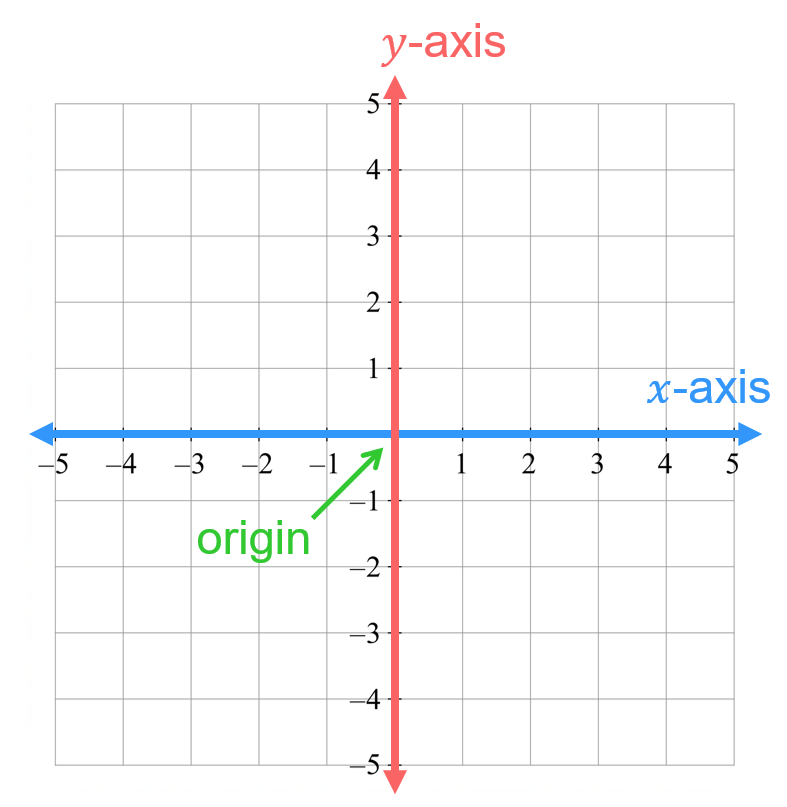 y-axis
5
4
3
2
1
x-axis
–5 –4 –3 –2 –1 1 2 3 4 5
–1
origin
–2
–3
–4
–5